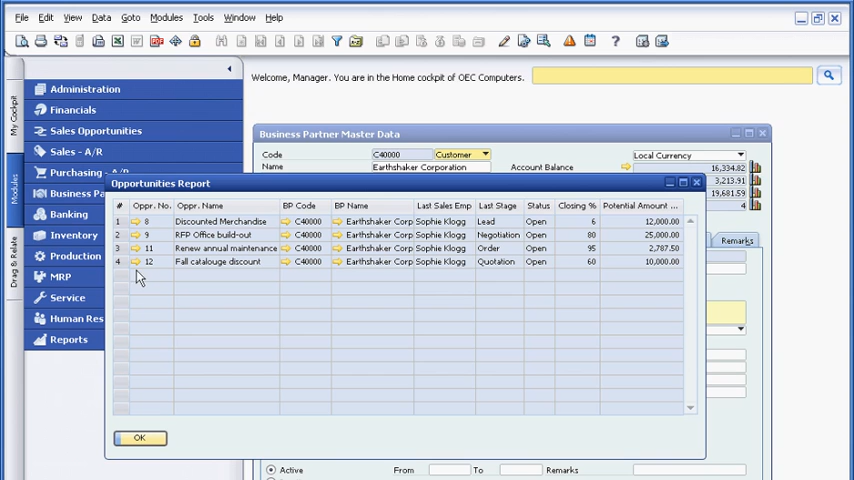 File Edit View Data Goto Modules Tools Window Help
My Cockpit
Modules
Drag & Relate
Administration
Financials
Sales Opportunities
Sales - A/R
Purchasing - A/P
Business Pa
Banking
Inventory
Production
MRP
Service
Human Res
Reports
Welcome, Manager. You are in the Home cockpit of OEC Computers.
Business Partner Master Data
Code C40000 Customer Local Currency
Name Earthshaker Corporation Account Balance 16,334.82
3,213.91
19,681.59
4
Remarks
Opportunities Report
# Oppr. No. Oppr. Name BP Code BP Name Last Sales Emp Last Stage Status Closing % Potential Amount ...
1 8 Discounted Merchandise C40000 Earthshaker Corp Sophie Klogg Lead Open 6 12,000.00
2 9 RFP Office build-out C40000 Earthshaker Corp Sophie Klogg Negotiation Open 80 25,000.00
3 11 Renew annual maintenance C40000 Earthshaker Corp Sophie Klogg Order Open 95 2,787.50
4 12 Fall catalouge discount C40000 Earthshaker Corp Sophie Klogg Quotation Open 60 10,000.00
OK
Active From To Remarks